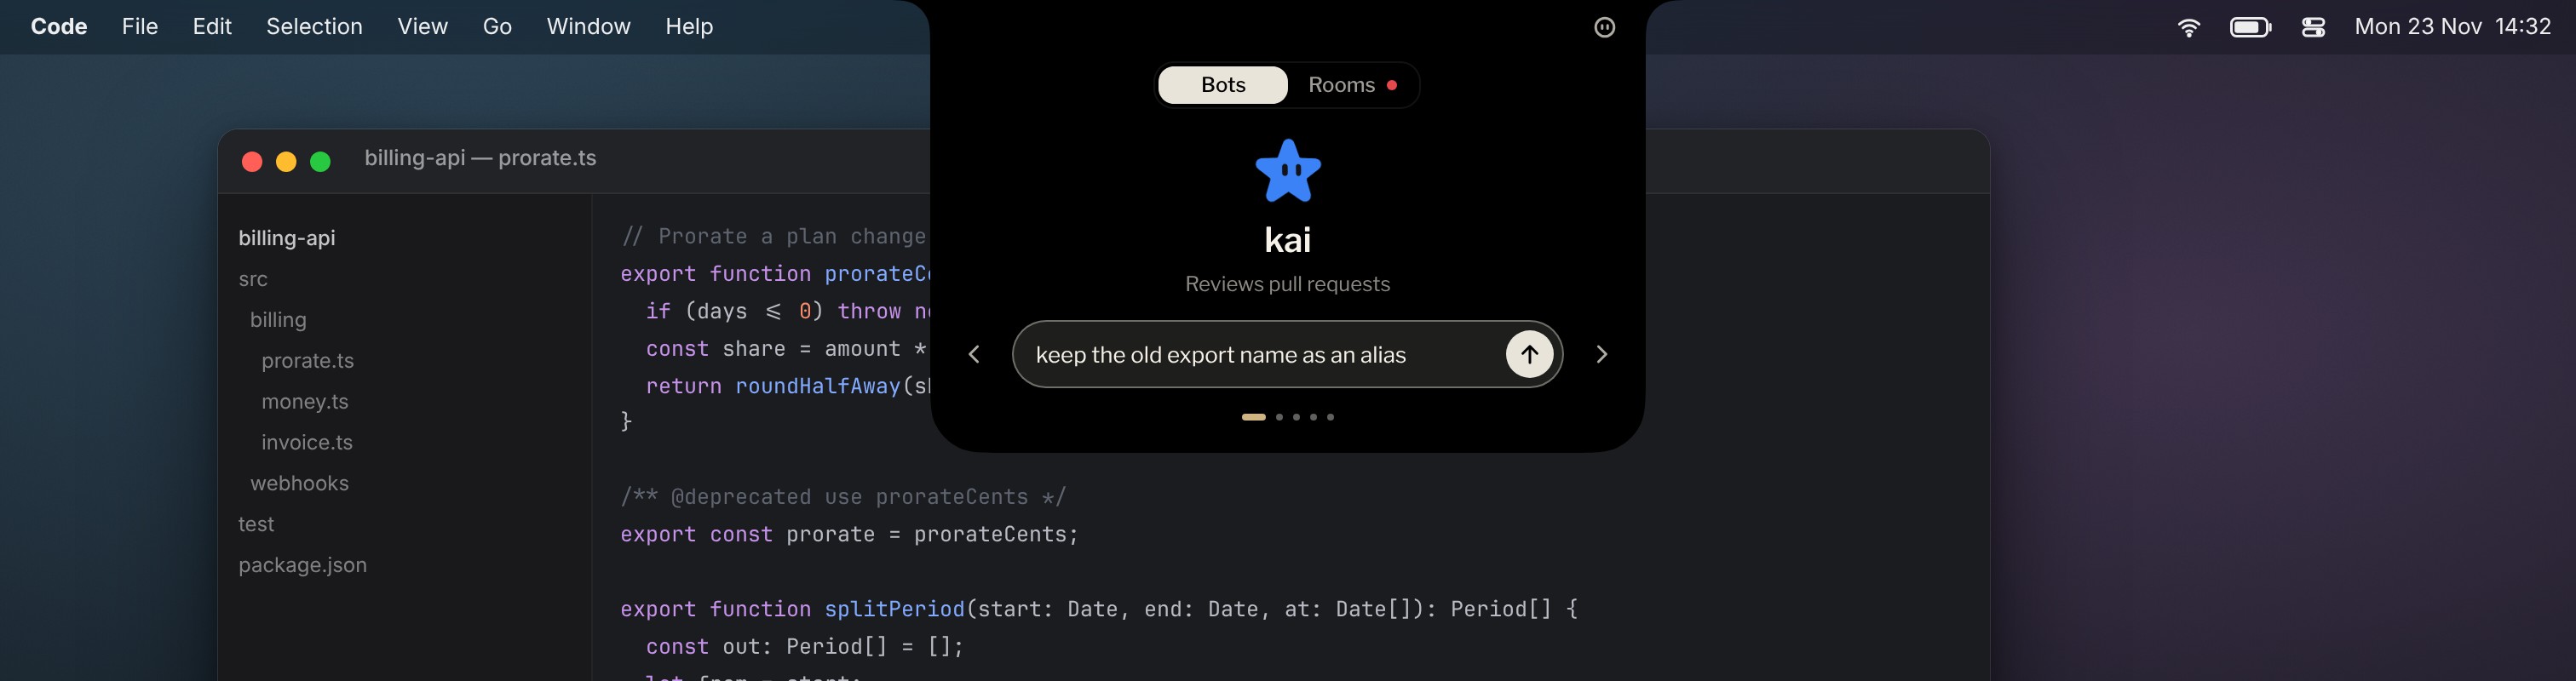 Code File Edit Selection View Go Window Help
Mon 23 Nov 14:32
Bots Rooms
kai
Reviews pull requests
keep the old export name as an alias
billing-api — prorate.ts
billing-api
src
billing
prorate.ts
money.ts
invoice.ts
webhooks
test
package.json
// Prorate a plan change
export function prorateC
if (days <= 0) throw n
const share = amount *
return roundHalfAway(s
}
/** @deprecated use prorateCents */
export const prorate = prorateCents;
export function splitPeriod(start: Date, end: Date, at: Date[]): Period[] {
const out: Period[] = [];